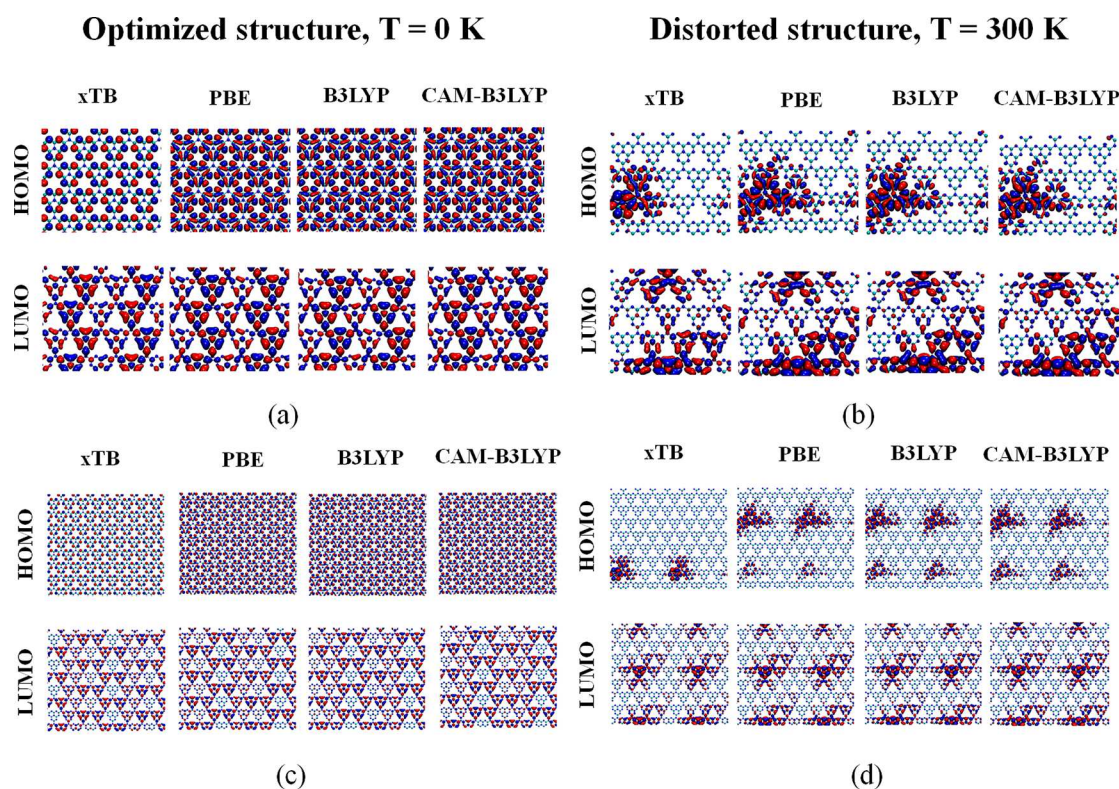 Optimized structure, T = 0 K
Distorted structure, T = 300 K
xTB PBE B3LYP CAM-B3LYP
HOMO
LUMO
(a)
xTB PBE B3LYP CAM-B3LYP
HOMO
LUMO
(b)
xTB PBE B3LYP CAM-B3LYP
HOMO
LUMO
(c)
xTB PBE B3LYP CAM-B3LYP
HOMO
LUMO
(d)